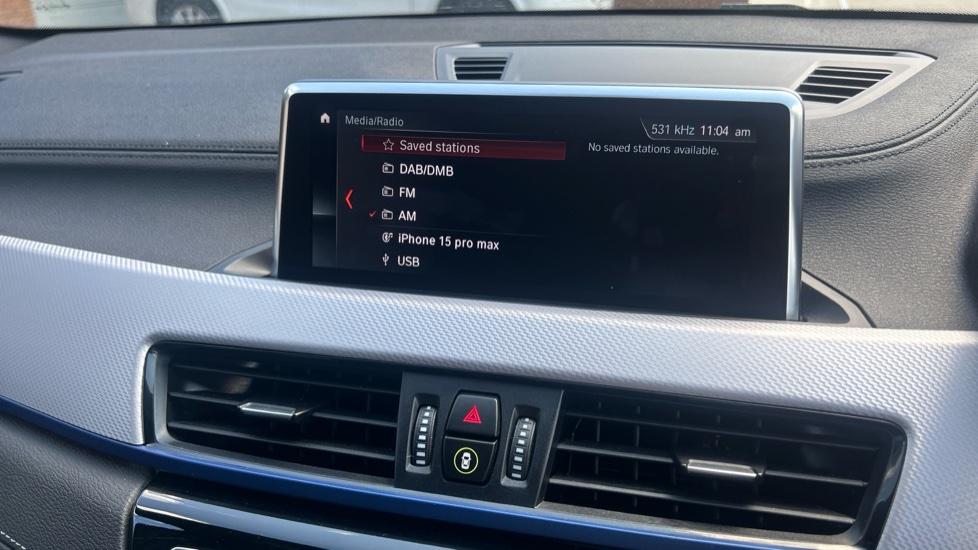 Media/Radio
531 kHz 11:04 am
Saved stations
No saved stations available.
DAB/DMB
FM
AM
iPhone 15 pro max
USB